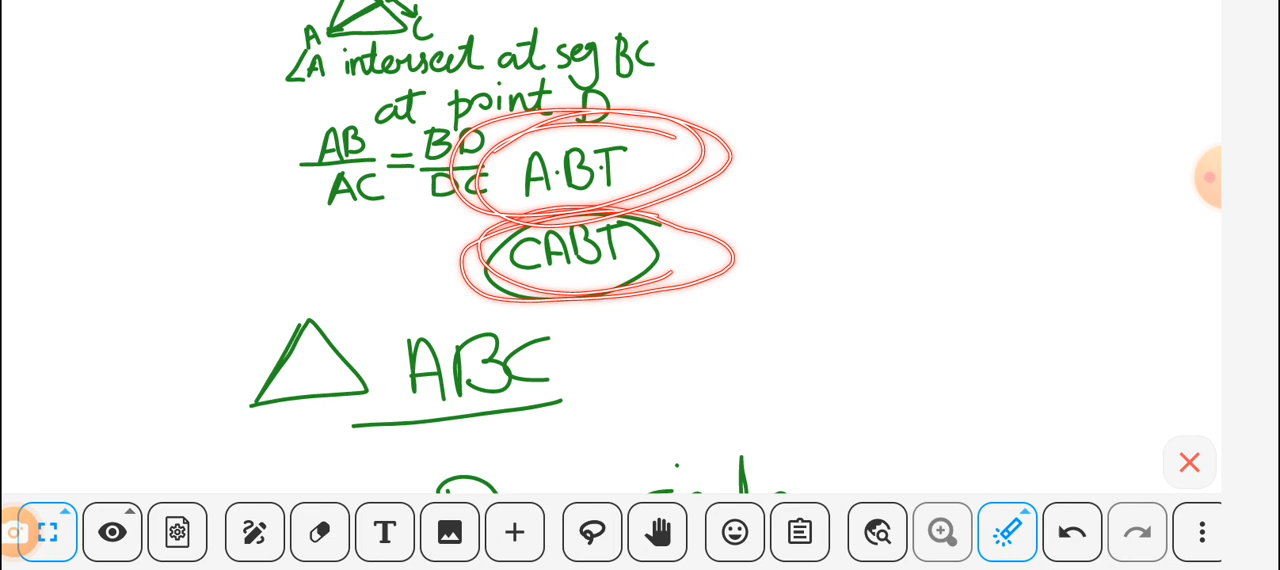 A C
∠A intersect at seg BC
at point D
AB/AC = BD/DC A.B.T
CABT
△ ABC
T